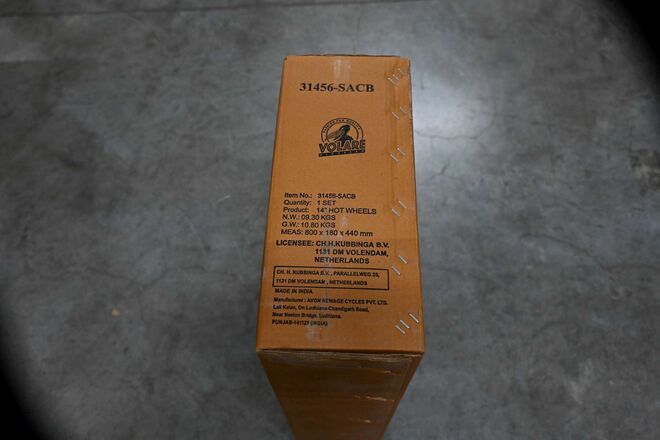 31456-SACB
VOLARE
Item No.: 31456-SACB
Quantity: 1 SET
Product: 14" HOT WHEELS
N.W.: 09.30 KGS
G.W.: 10.80 KGS
MEAS: 800 x 180 x 440 mm
LICENSEE: CH.H.KUBBINGA B.V.
1131 DM VOLENDAM,
NETHERLANDS
CH. H. KUBBINGA B.V., PARALLELWEG 25,
1131 DM VOLENDAM, NETHERLANDS
MADE IN INDIA
Manufacturer: AVON NEWAGE CYCLES PVT. LTD.
Lak Kalan, On Ludhiana-Chandigarh Road,
Near Neelon Bridge, Ludhiana.
PUNJAB-141121 (INDIA)